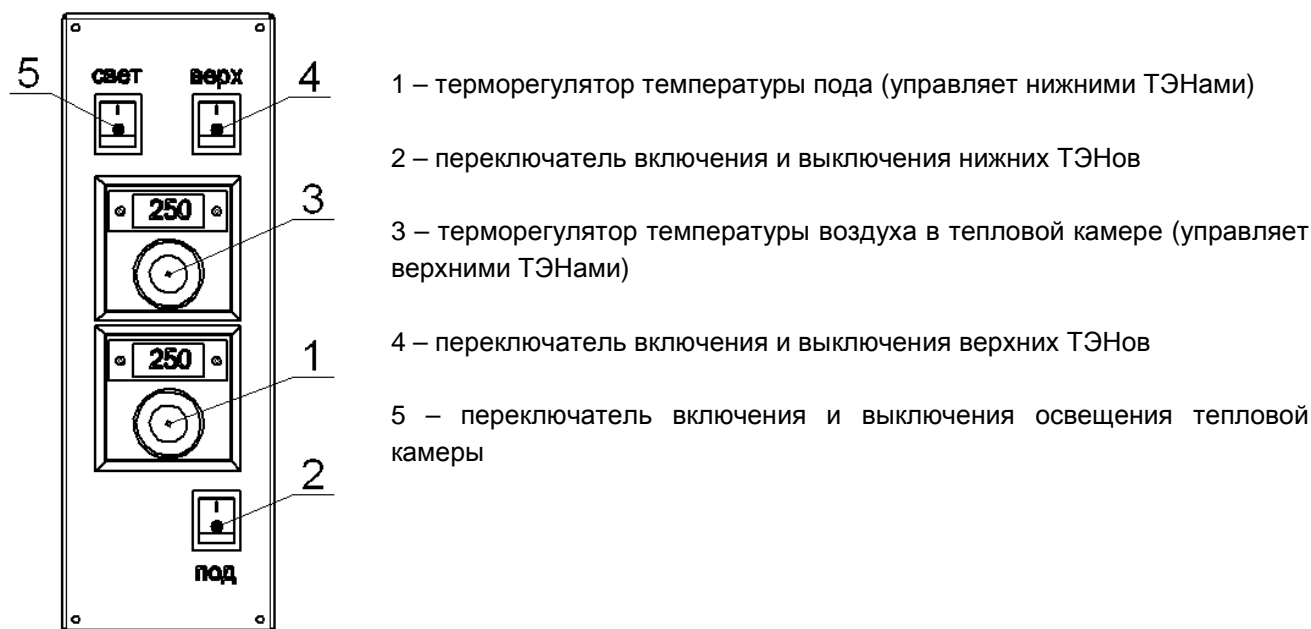 5 свет верх 4
3
250
1
250
2
под
1 – терморегулятор температуры пода (управляет нижними ТЭНами)
2 – переключатель включения и выключения нижних ТЭНов
3 – терморегулятор температуры воздуха в тепловой камере (управляет
верхними ТЭНами)
4 – переключатель включения и выключения верхних ТЭНов
5 – переключатель включения и выключения освещения тепловой
камеры